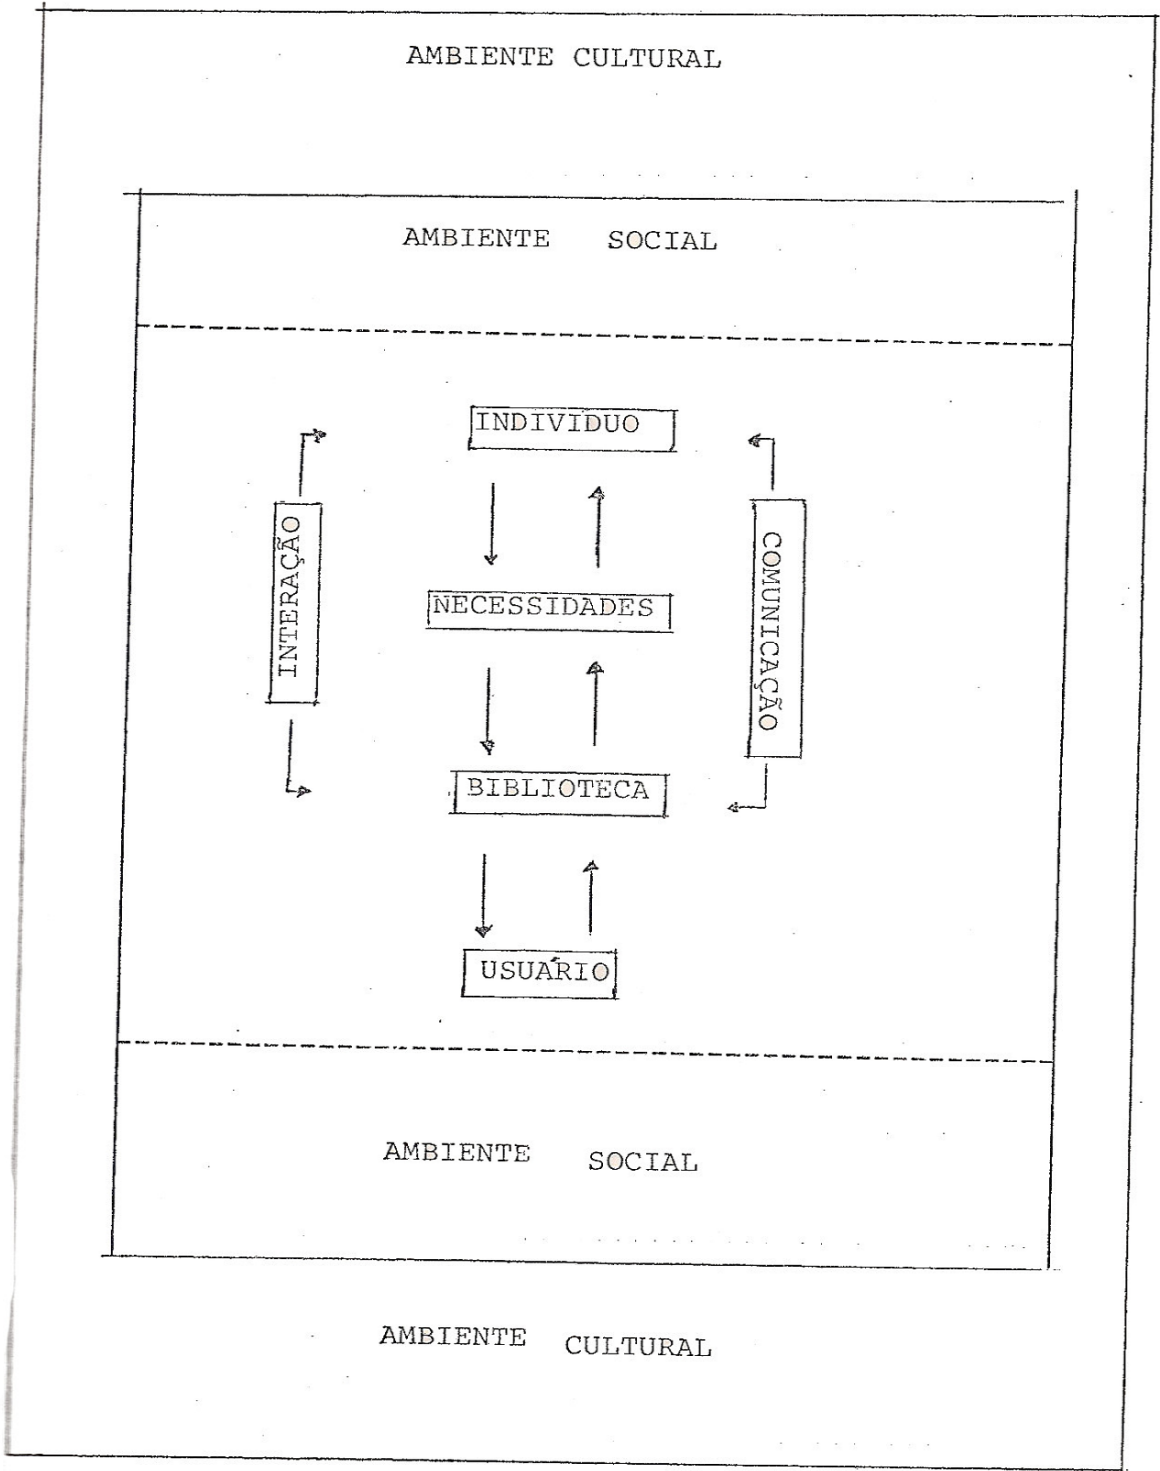 AMBIENTE CULTURAL
AMBIENTE SOCIAL
INDIVIDUO
INTERAÇÃO
COMUNICAÇÃO
NECESSIDADES
BIBLIOTECA
USUÁRIO
AMBIENTE SOCIAL
AMBIENTE CULTURAL